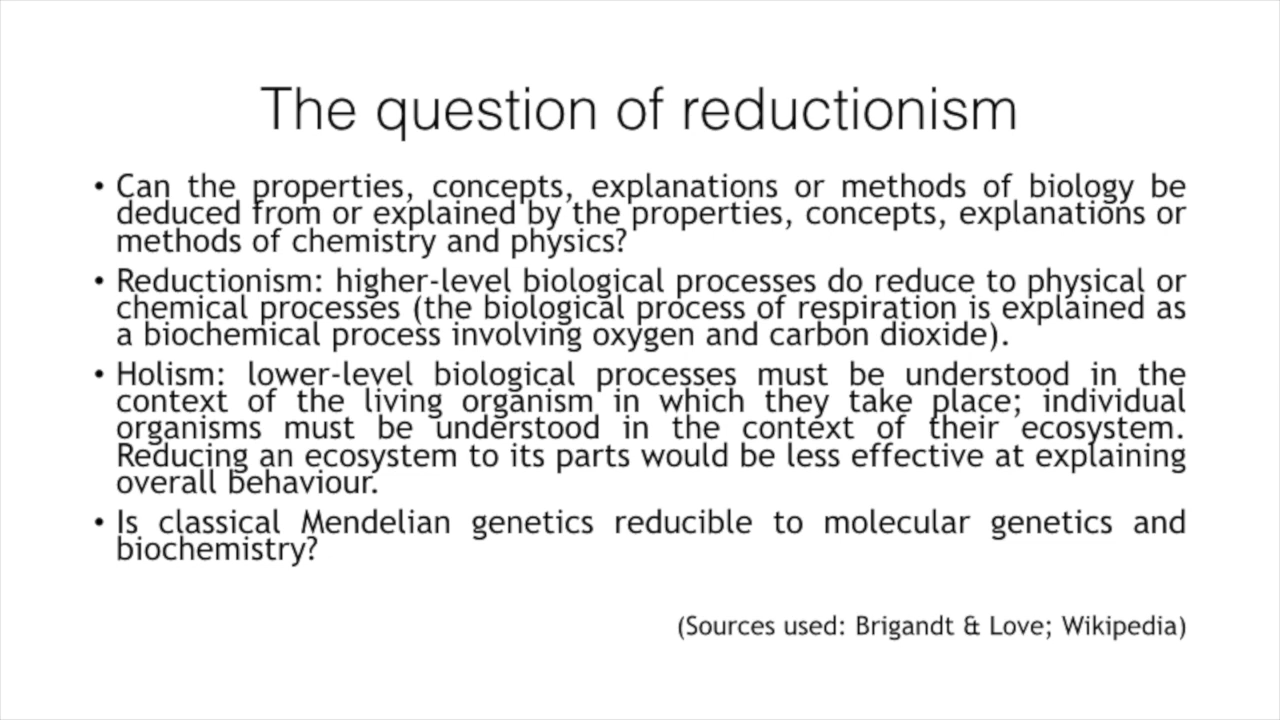 The question of reductionism
• Can the properties, concepts, explanations or methods of biology be
deduced from or explained by the properties, concepts, explanations or
methods of chemistry and physics?
• Reductionism: higher-level biological processes do reduce to physical or
chemical processes (the biological process of respiration is explained as
a biochemical process involving oxygen and carbon dioxide).
• Holism: lower-level biological processes must be understood in the
context of the living organism in which they take place; individual
organisms must be understood in the context of their ecosystem.
Reducing an ecosystem to its parts would be less effective at explaining
overall behaviour.
• Is classical Mendelian genetics reducible to molecular genetics and
biochemistry?
(Sources used: Brigandt & Love; Wikipedia)